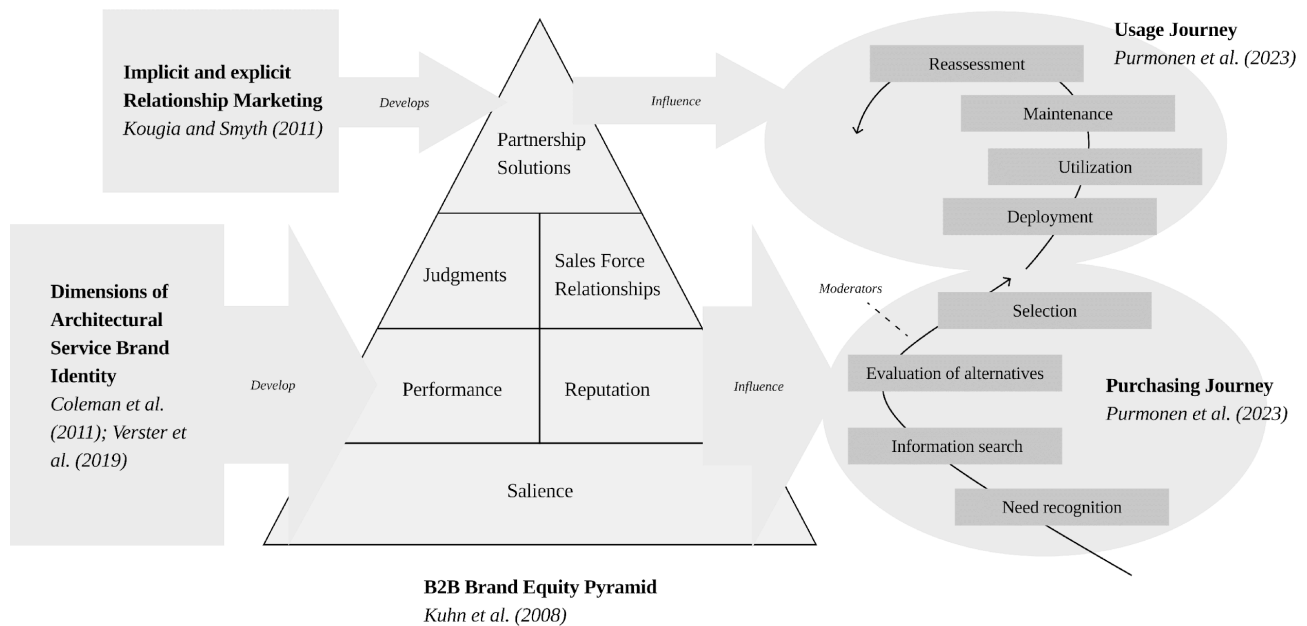 Implicit and explicit
Relationship Marketing
Kougia and Smyth (2011)
Develops
Partnership
Solutions
Influence
Usage Journey
Purmonen et al. (2023)
Reassessment
Maintenance
Utilization
Deployment
Dimensions of
Architectural
Service Brand
Identity
Coleman et al.
(2011); Verster et
al. (2019)
Develop
Judgments
Sales Force
Relationships
Performance
Reputation
Salience
Influence
Moderators
Selection
Evaluation of alternatives
Information search
Need recognition
Purchasing Journey
Purmonen et al. (2023)
B2B Brand Equity Pyramid
Kuhn et al. (2008)